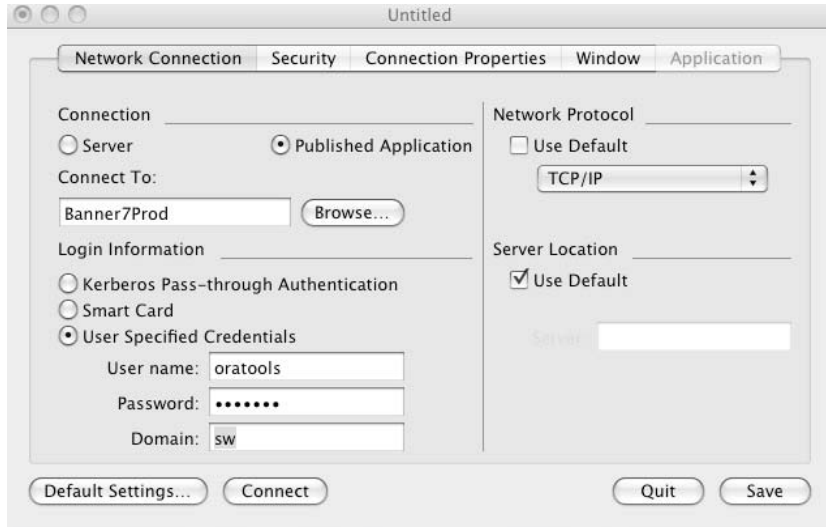 Untitled
Network Connection Security Connection Properties Window Application
Connection
Server Published Application
Connect To:
Banner7Prod Browse...
Login Information
Kerberos Pass-through Authentication
Smart Card
User Specified Credentials
User name: oratools
Password: •••••••
Domain: sw
Network Protocol
Use Default
TCP/IP
Server Location
Use Default
Server:
Default Settings... Connect Quit Save